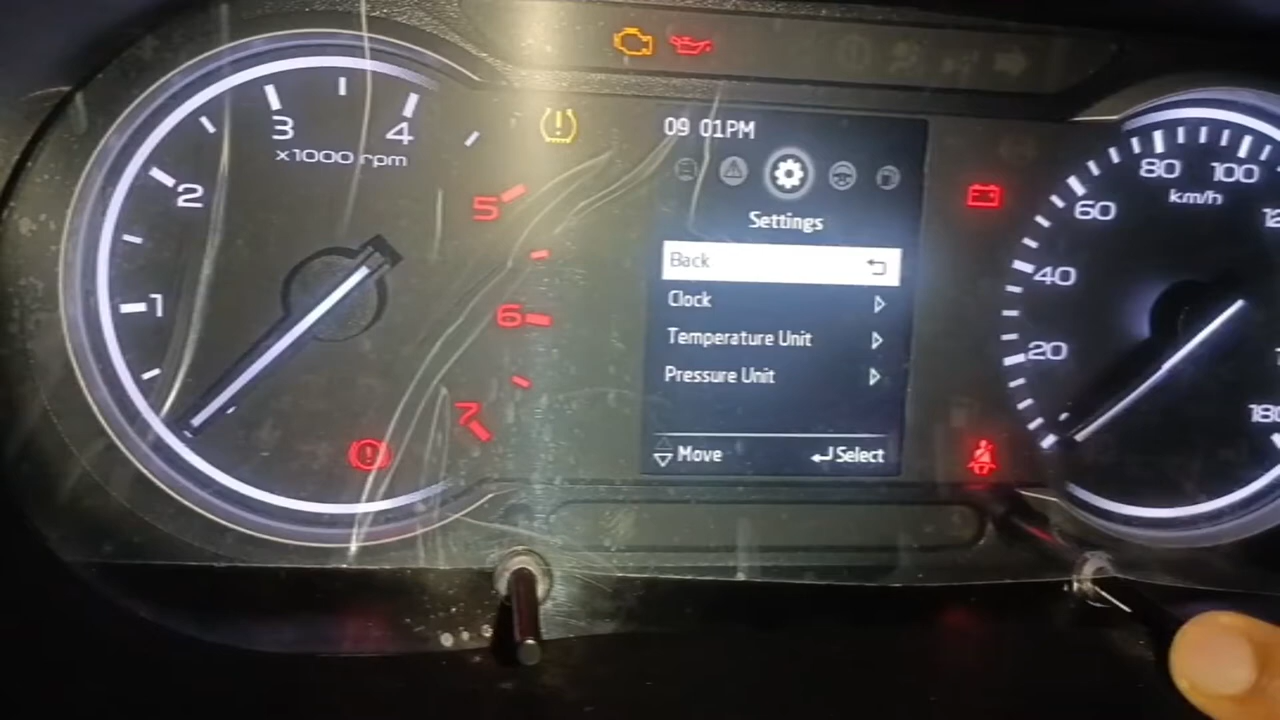 09 01PM
Settings
Back
Clock
Temperature Unit
Pressure Unit
Move
Select
1
2
3
4
5
6
7
x1000 rpm
20
40
60
80
100
km/h
180